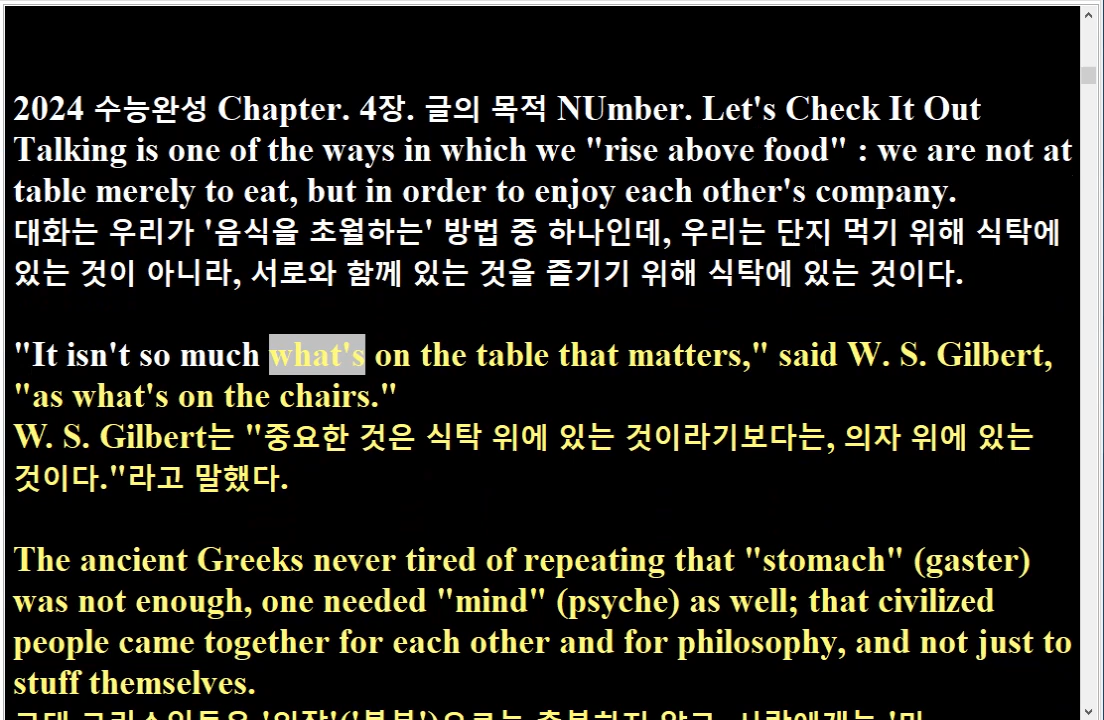 2024 수능완성 Chapter. 4장. 글의 목적 NUmber. Let's Check It Out
Talking is one of the ways in which we "rise above food" : we are not at
table merely to eat, but in order to enjoy each other's company.
대화는 우리가 '음식을 초월하는' 방법 중 하나인데, 우리는 단지 먹기 위해 식탁에
있는 것이 아니라, 서로와 함께 있는 것을 즐기기 위해 식탁에 있는 것이다.
"It isn't so much what's on the table that matters," said W. S. Gilbert,
"as what's on the chairs."
W. S. Gilbert는 "중요한 것은 식탁 위에 있는 것이라기보다는, 의자 위에 있는
것이다."라고 말했다.
The ancient Greeks never tired of repeating that "stomach" (gaster)
was not enough, one needed "mind" (psyche) as well; that civilized
people came together for each other and for philosophy, and not just to
stuff themselves.